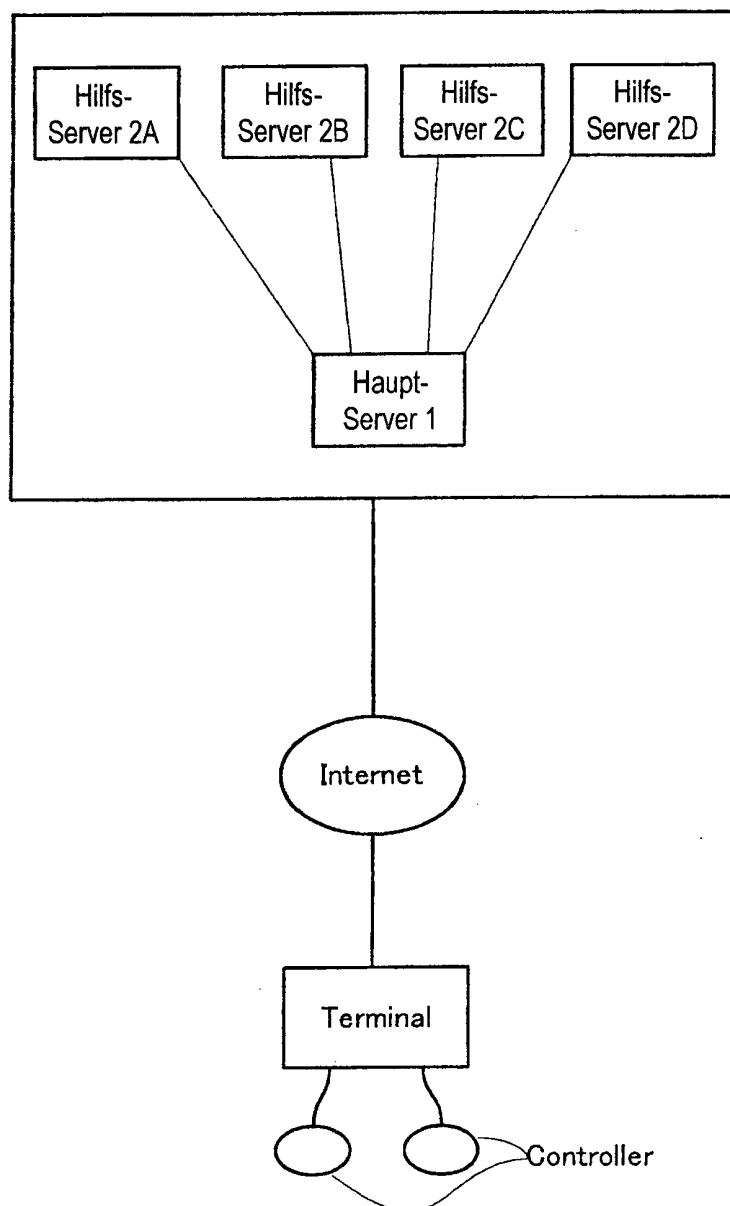 Hilfs-
Server 2A
Hilfs-
Server 2B
Hilfs-
Server 2C
Hilfs-
Server 2D
Haupt-
Server 1
Internet
Terminal
Controller